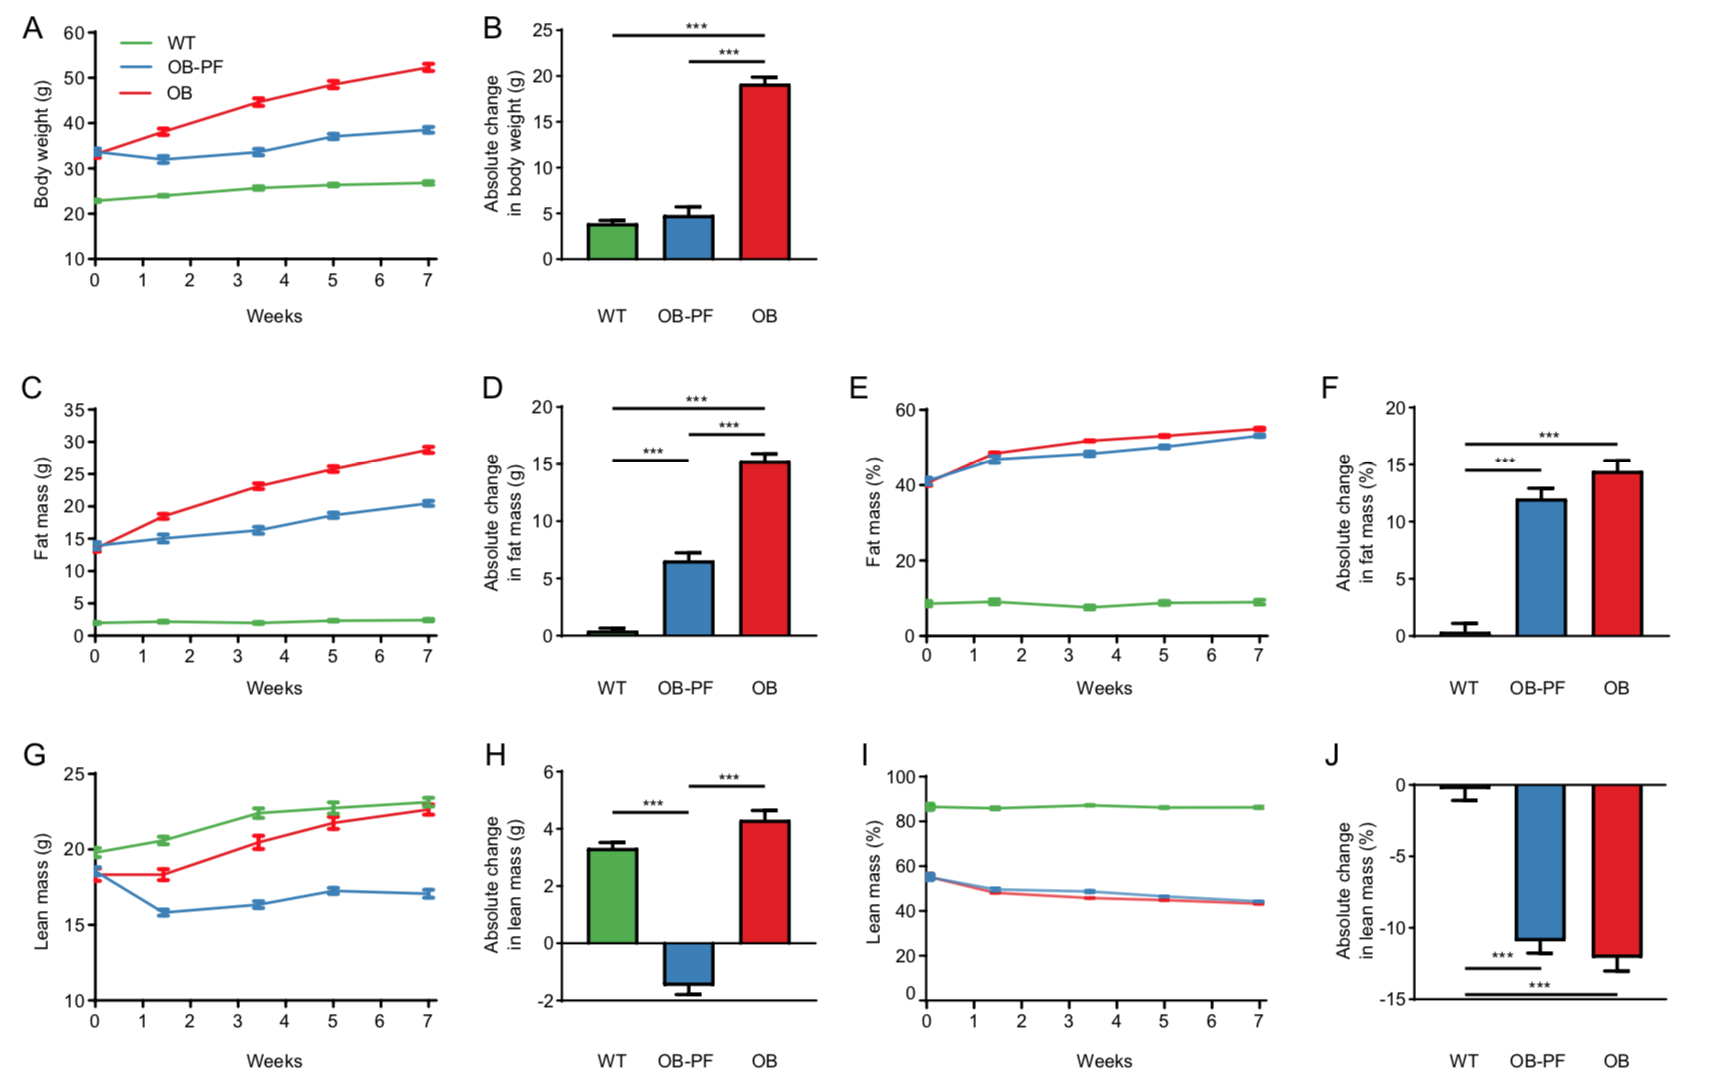 A
60
50
40
30
20
10
Body weight (g)
WT
OB-PF
OB
0 1 2 3 4 5 6 7
Weeks
B
25
20
15
10
5
0
Absolute change
in body weight (g)
***
***
WT OB-PF OB
C
35
30
25
20
15
10
5
0
Fat mass (g)
0 1 2 3 4 5 6 7
Weeks
D
20
15
10
5
0
Absolute change
in fat mass (g)
***
***
***
WT OB-PF OB
E
60
40
20
0
Fat mass (%)
0 1 2 3 4 5 6 7
Weeks
F
20
15
10
5
0
Absolute change
in fat mass (%)
***
***
WT OB-PF OB
G
25
20
15
10
Lean mass (g)
0 1 2 3 4 5 6 7
Weeks
H
6
4
2
0
-2
Absolute change
in lean mass (g)
***
***
WT OB-PF OB
I
100
80
60
40
20
0
Lean mass (%)
0 1 2 3 4 5 6 7
Weeks
J
0
-5
-10
-15
Absolute change
in lean mass (%)
***
***
WT OB-PF OB